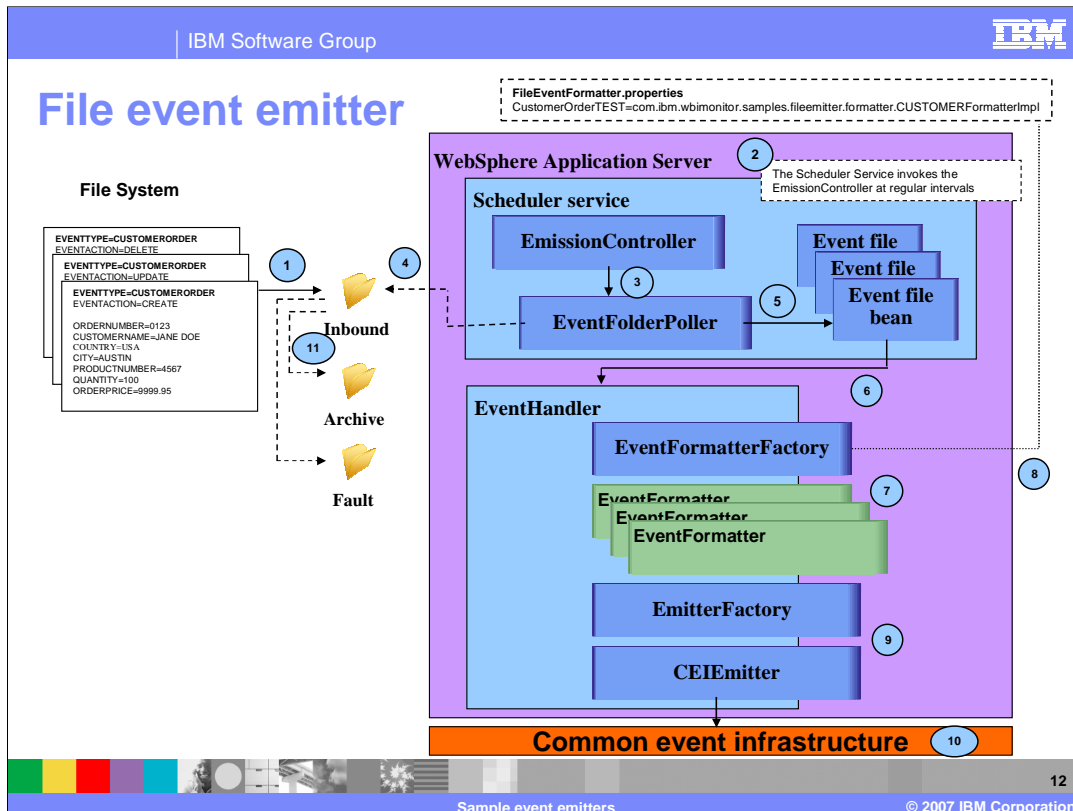 IBM Software Group
IBM
File event emitter
FileEventFormatter.properties
CustomerOrderTEST=com.ibm.wbimonitor.samples.fileemitter.formatter.CUSTOMERFormatterImpl
File System
EVENTTYPE=CUSTOMERORDER
EVENTACTION=DELETE
EVENTTYPE=CUSTOMERORDER
EVENTACTION=UPDATE
EVENTTYPE=CUSTOMERORDER
EVENTACTION=CREATE
ORDERNUMBER=0123
CUSTOMERNAME=JANE DOE
COUNTRY=USA
CITY=AUSTIN
PRODUCTNUMBER=4567
QUANTITY=100
ORDERPRICE=9999.95
1
4
Inbound
11
Archive
Fault
WebSphere Application Server
2
The Scheduler Service invokes the
EmissionController at regular intervals
Scheduler service
EmissionController
3
EventFolderPoller
5
Event file
Event file
Event file
bean
6
EventHandler
EventFormatterFactory
8
7
EventFormatter
EventFormatter
EventFormatter
EmitterFactory
9
CEIEmitter
Common event infrastructure
10
12
Sample event emitters
© 2007 IBM Corporation